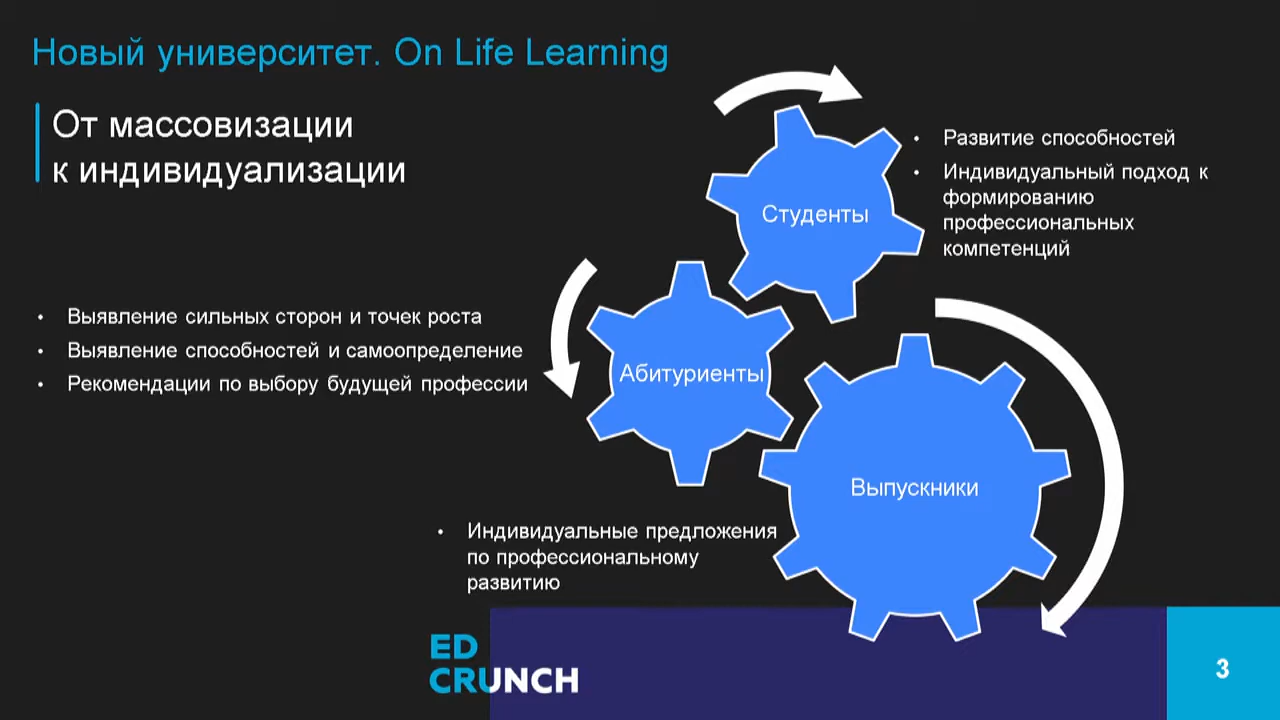 Новый университет. On Life Learning
От массовизации
к индивидуализации
Студенты
• Развитие способностей
• Индивидуальный подход к
формированию
профессиональных
компетенций
• Выявление сильных сторон и точек роста
• Выявление способностей и самоопределение
• Рекомендации по выбору будущей профессии
Абитуриенты
Выпускники
• Индивидуальные предложения
по профессиональному
развитию
ED
CRUNCH
3